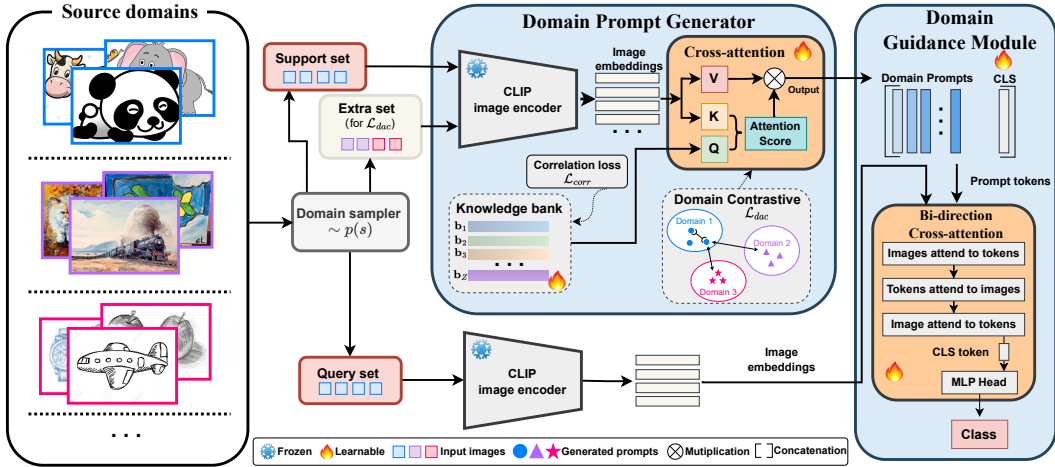 Source domains
. . .
Support set
Extra set
(for ℒ_dac)
Domain sampler
∼ p(s)
Query set
Domain Prompt Generator
CLIP
image encoder
Image
embeddings
. . .
Cross-attention
V
K
Q
Output
Attention
Score
Correlation loss
ℒ_corr
Knowledge bank
b₁
b₂
b₃
. . .
b_Z
Domain Contrastive
ℒ_dac
Domain 1
Domain 2
Domain 3
CLIP
image encoder
Image
embeddings
Domain
Guidance Module
Domain Prompts
CLS
Prompt tokens
Bi-direction
Cross-attention
Images attend to tokens
Tokens attend to images
Image attend to tokens
CLS token
MLP Head
Class
Frozen Learnable Input images Generated prompts Mutiplication Concatenation